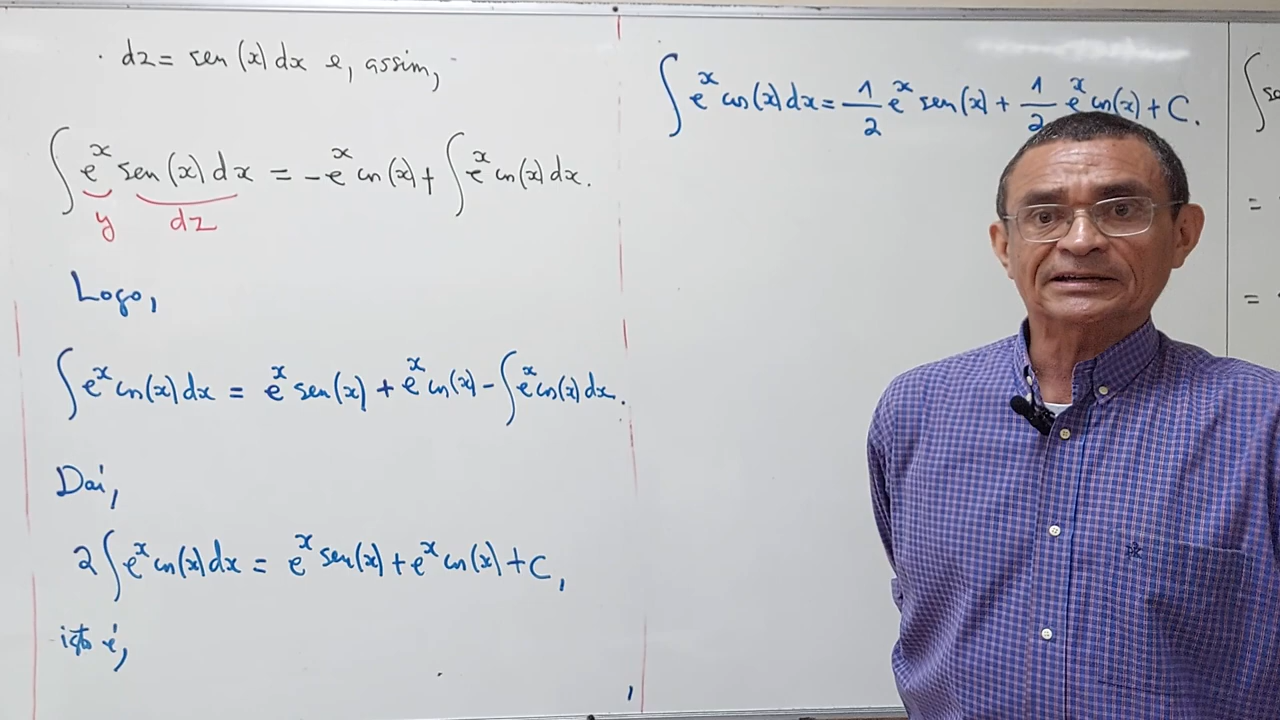 . dz = sen (x) dx e, assim,
∫ e^x sen (x) dx = - e^x cos (x) + ∫ e^x cos (x) dx.
y dz
Logo,
∫ e^x cos (x) dx = e^x sen (x) + e^x cos (x) - ∫ e^x cos (x) dx.
Daí,
2 ∫ e^x cos (x) dx = e^x sen (x) + e^x cos (x) + C,
isto é,
∫ e^x cos (x) dx = 1/2 e^x sen (x) + 1/2 e^x cos (x) + C.
∫
=
=